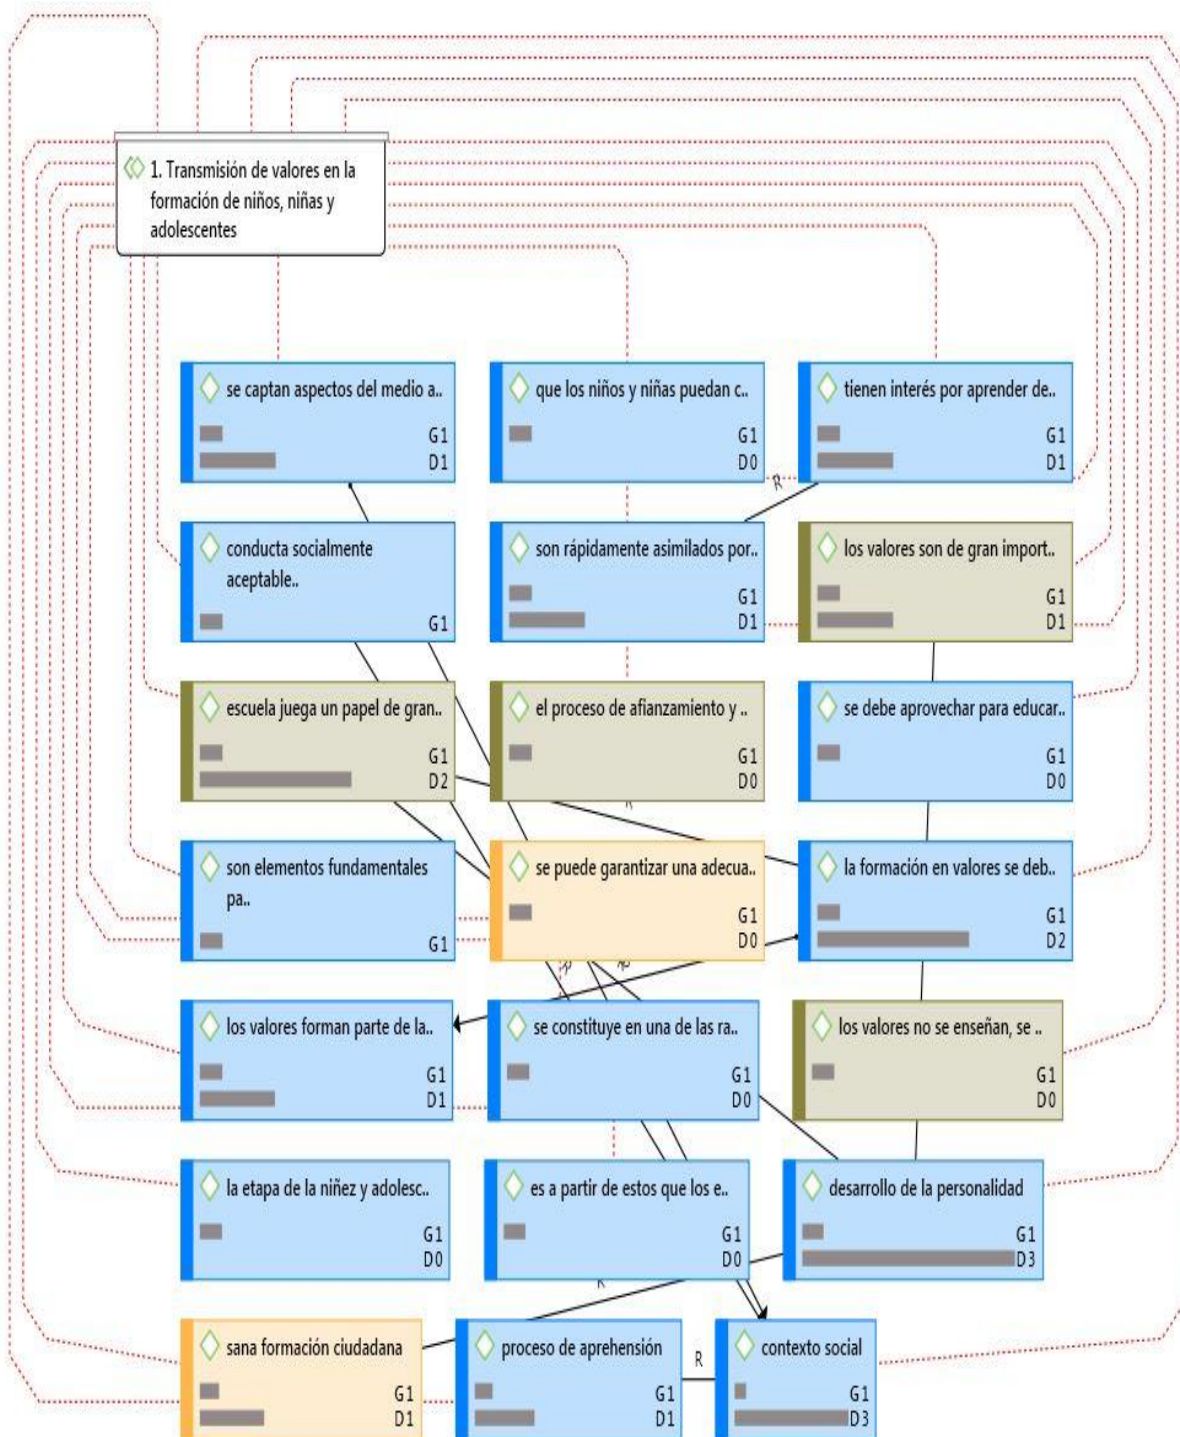 1. Transmisión de valores en la
formación de niños, niñas y
adolescentes
se captan aspectos del medio a..
G1
D1
que los niños y niñas puedan c..
G1
D0
tienen interés por aprender de..
G1
D1
R
conducta socialmente
aceptable..
G1
son rápidamente asimilados por..
G1
D1
los valores son de gran import..
G1
D1
escuela juega un papel de gran..
G1
D2
el proceso de afianzamiento y ..
G1
D0
se debe aprovechar para educar..
G1
D0
R
son elementos fundamentales
pa..
G1
se puede garantizar una adecua..
G1
D0
la formación en valores se deb..
G1
D2
los valores forman parte de la..
G1
D1
se constituye en una de las ra..
G1
D0
los valores no se enseñan, se ..
G1
D0
la etapa de la niñez y adolesc..
G1
D0
es a partir de estos que los e..
G1
D0
desarrollo de la personalidad
G1
D3
R
sana formación ciudadana
G1
D1
proceso de aprehensión
G1
D1
R
contexto social
G1
D3